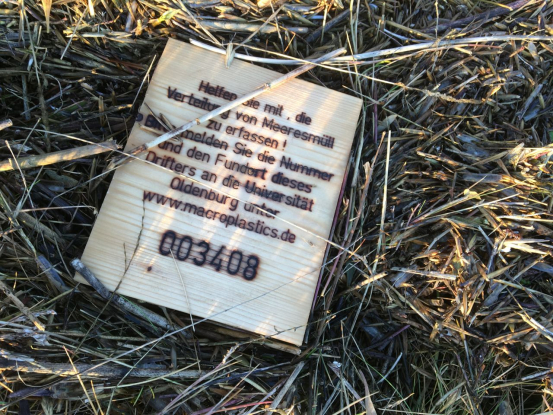 Helfen Sie mit, die
Verteilung von Meeresmüll
zu erfassen!
Bitte melden Sie die Nummer
und den Fundort dieses
Drifters an die Universität
Oldenburg unter
www.macroplastics.de
003408